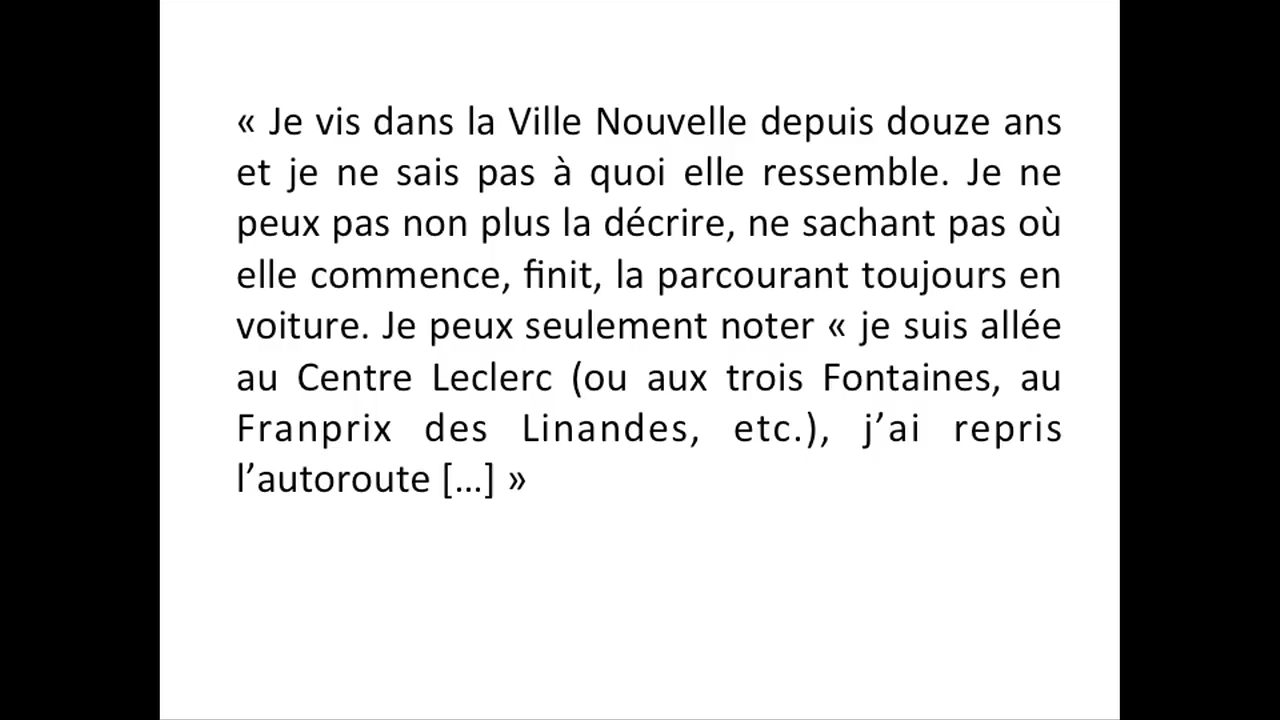 « Je vis dans la Ville Nouvelle depuis douze ans
et je ne sais pas à quoi elle ressemble. Je ne
peux pas non plus la décrire, ne sachant pas où
elle commence, finit, la parcourant toujours en
voiture. Je peux seulement noter « je suis allée
au Centre Leclerc (ou aux trois Fontaines, au
Franprix des Linandes, etc.), j’ai repris
l’autoroute […] »